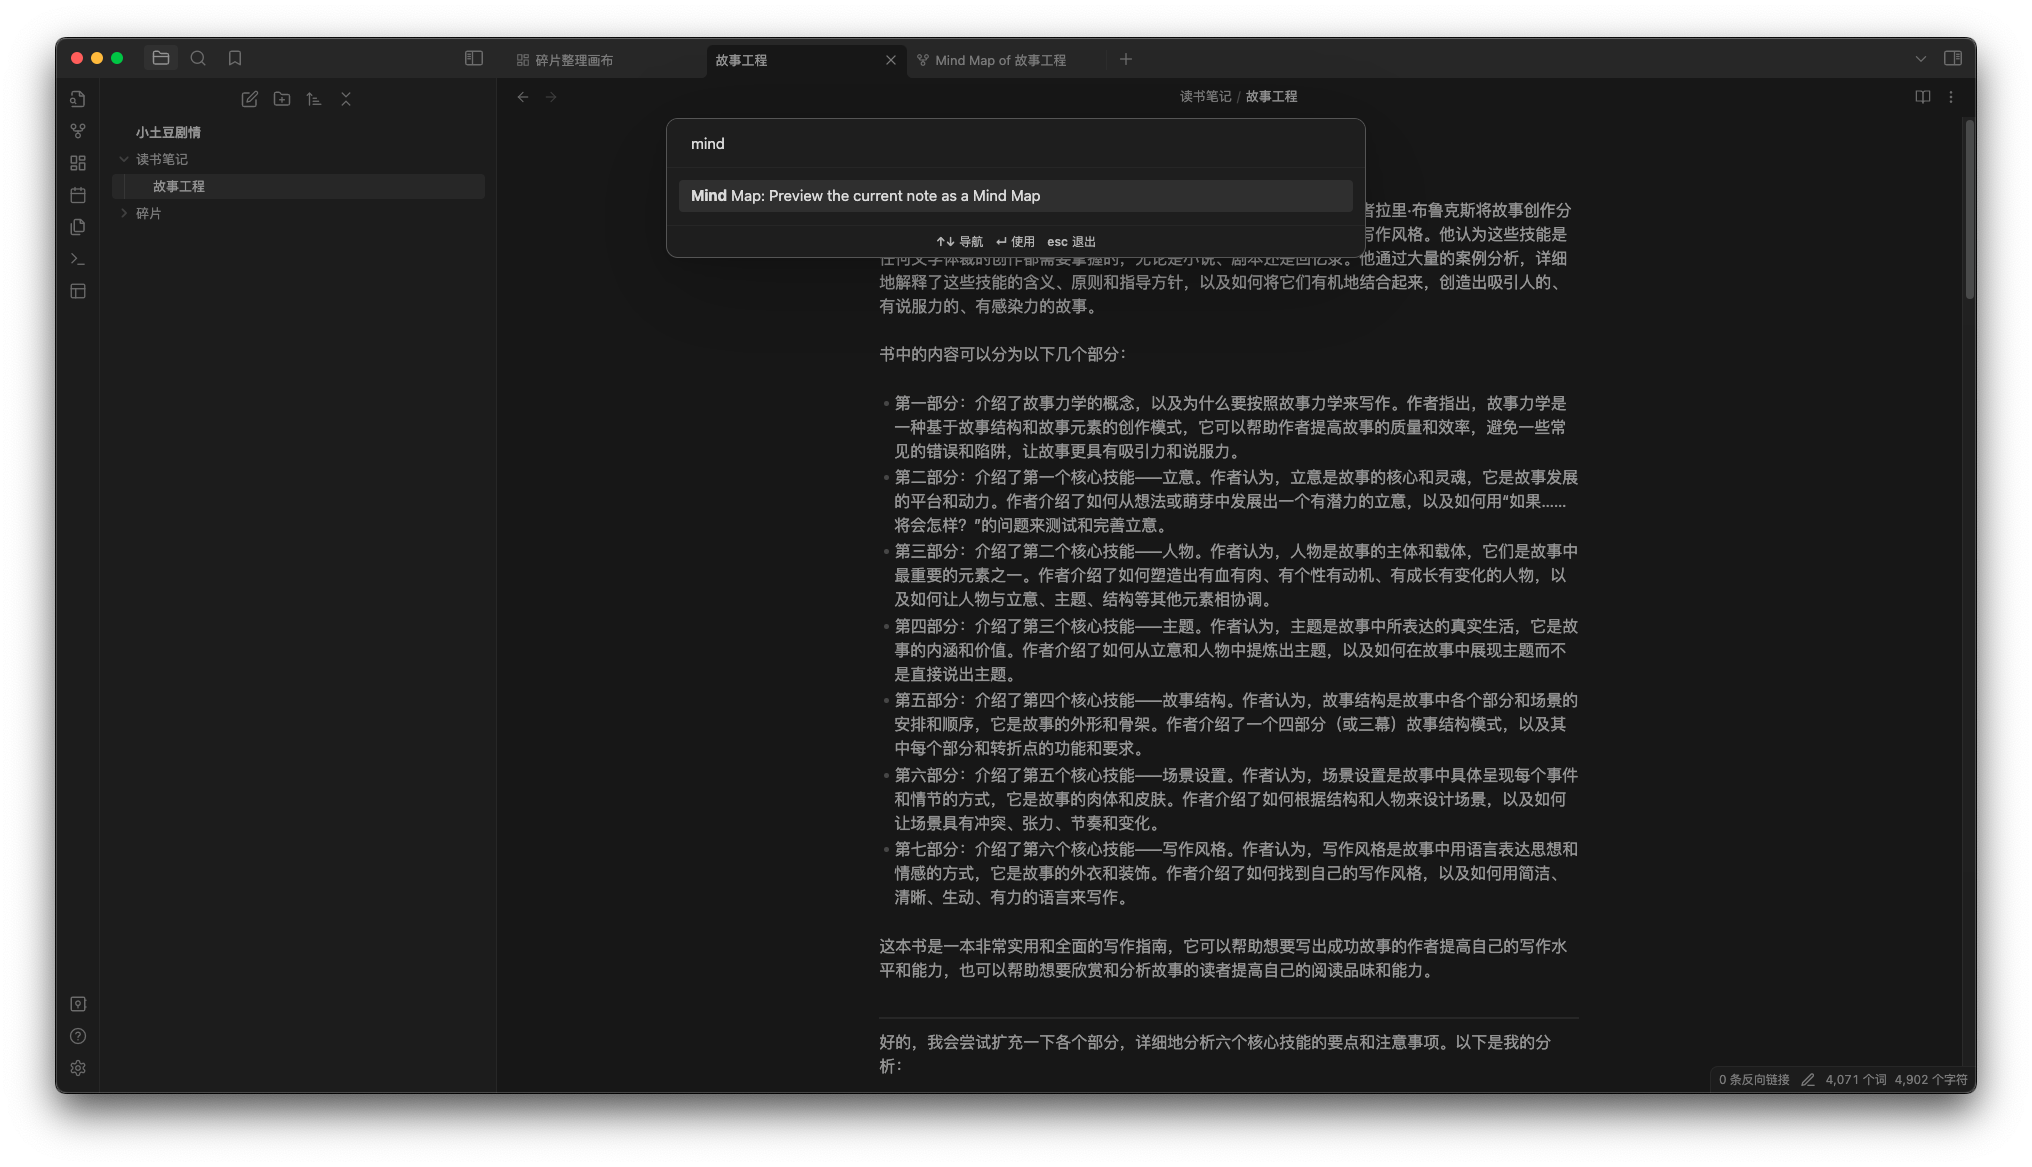 碎片整理画布
故事工程
Mind Map of 故事工程
读书笔记 / 故事工程
小土豆剧情
读书笔记
故事工程
碎片
mind
Mind Map: Preview the current note as a Mind Map
↑↓ 导航 ↵ 使用 esc 退出
者拉里·布鲁克斯将故事创作分
写作风格。他认为这些技能是
任何文字体裁的创作都需要掌握的，无论是小说、剧本还是回忆录。他通过大量的案例分析，详细
地解释了这些技能的含义、原则和指导方针，以及如何将它们有机地结合起来，创造出吸引人的、
有说服力的、有感染力的故事。
书中的内容可以分为以下几个部分：
第一部分：介绍了故事力学的概念，以及为什么要按照故事力学来写作。作者指出，故事力学是
一种基于故事结构和故事元素的创作模式，它可以帮助作者提高故事的质量和效率，避免一些常
见的错误和陷阱，让故事更具有吸引力和说服力。
第二部分：介绍了第一个核心技能——立意。作者认为，立意是故事的核心和灵魂，它是故事发展
的平台和动力。作者介绍了如何从想法或萌芽中发展出一个有潜力的立意，以及如何用“如果……
将会怎样？”的问题来测试和完善立意。
第三部分：介绍了第二个核心技能——人物。作者认为，人物是故事的主体和载体，它们是故事中
最重要的元素之一。作者介绍了如何塑造出有血有肉、有个性有动机、有成长有变化的人物，以
及如何让人物与立意、主题、结构等其他元素相协调。
第四部分：介绍了第三个核心技能——主题。作者认为，主题是故事中所表达的真实生活，它是故
事的内涵和价值。作者介绍了如何从立意和人物中提炼出主题，以及如何在故事中展现主题而不
是直接说出主题。
第五部分：介绍了第四个核心技能——故事结构。作者认为，故事结构是故事中各个部分和场景的
安排和顺序，它是故事的外形和骨架。作者介绍了一个四部分（或三幕）故事结构模式，以及其
中每个部分和转折点的功能和要求。
第六部分：介绍了第五个核心技能——场景设置。作者认为，场景设置是故事中具体呈现每个事件
和情节的方式，它是故事的肉体和皮肤。作者介绍了如何根据结构和人物来设计场景，以及如何
让场景具有冲突、张力、节奏和变化。
第七部分：介绍了第六个核心技能——写作风格。作者认为，写作风格是故事中用语言表达思想和
情感的方式，它是故事的外衣和装饰。作者介绍了如何找到自己的写作风格，以及如何用简洁、
清晰、生动、有力的语言来写作。
这本书是一本非常实用和全面的写作指南，它可以帮助想要写出成功故事的作者提高自己的写作水
平和能力，也可以帮助想要欣赏和分析故事的读者提高自己的阅读品味和能力。
好的，我会尝试扩充一下各个部分，详细地分析六个核心技能的要点和注意事项。以下是我的分
析：
0 条反向链接 4,071 个词 4,902 个字符